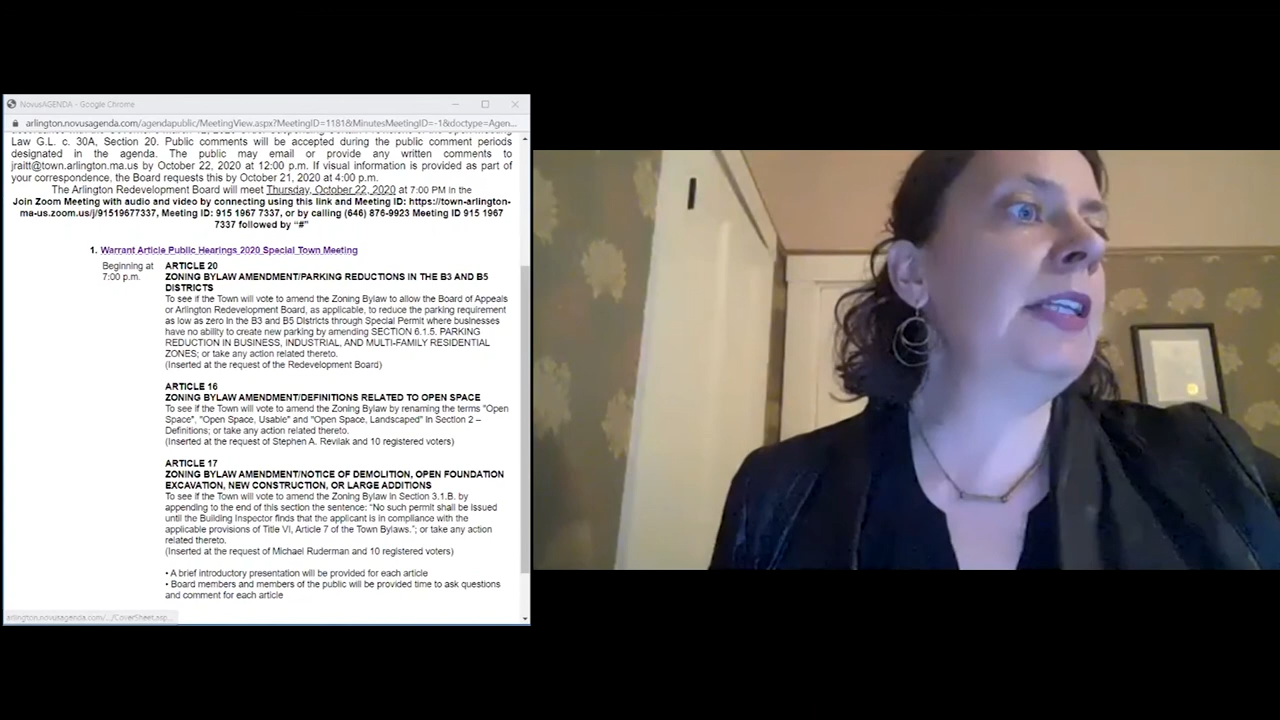 NovusAGENDA - Google Chrome
arlington.novusagenda.com/agendapublic/MeetingView.aspx?MeetingID=1181&MinutesMeetingID=-1&doctype=Agen...
Law G.L. c. 30A, Section 20. Public comments will be accepted during the public comment periods
designated in the agenda. The public may email or provide any written comments to
jraitt@town.arlington.ma.us by October 22, 2020 at 12:00 p.m. If visual information is provided as part of
your correspondence, the Board requests this by October 21, 2020 at 4:00 p.m.
The Arlington Redevelopment Board will meet Thursday, October 22, 2020 at 7:00 PM in the
Join Zoom Meeting with audio and video by connecting using this link and Meeting ID: https://town-arlington-
ma-us.zoom.us/j/91519677337, Meeting ID: 915 1967 7337, or by calling (646) 876-9923 Meeting ID 915 1967
7337 followed by “#”
1. Warrant Article Public Hearings 2020 Special Town Meeting
Beginning at
7:00 p.m.
ARTICLE 20
ZONING BYLAW AMENDMENT/PARKING REDUCTIONS IN THE B3 AND B5
DISTRICTS
To see if the Town will vote to amend the Zoning Bylaw to allow the Board of Appeals
or Arlington Redevelopment Board, as applicable, to reduce the parking requirement
as low as zero in the B3 and B5 Districts through Special Permit where businesses
have no ability to create new parking by amending SECTION 6.1.5. PARKING
REDUCTION IN BUSINESS, INDUSTRIAL, AND MULTI-FAMILY RESIDENTIAL
ZONES; or take any action related thereto.
(Inserted at the request of the Redevelopment Board)
ARTICLE 16
ZONING BYLAW AMENDMENT/DEFINITIONS RELATED TO OPEN SPACE
To see if the Town will vote to amend the Zoning Bylaw by renaming the terms "Open
Space", "Open Space, Usable" and "Open Space, Landscaped" in Section 2 –
Definitions; or take any action related thereto.
(Inserted at the request of Stephen A. Revilak and 10 registered voters)
ARTICLE 17
ZONING BYLAW AMENDMENT/NOTICE OF DEMOLITION, OPEN FOUNDATION
EXCAVATION, NEW CONSTRUCTION, OR LARGE ADDITIONS
To see if the Town will vote to amend the Zoning Bylaw in Section 3.1.B. by
appending to the end of this section the sentence: “No such permit shall be issued
until the Building Inspector finds that the applicant is in compliance with the
applicable provisions of Title VI, Article 7 of the Town Bylaws.”; or take any action
related thereto.
(Inserted at the request of Michael Ruderman and 10 registered voters)
• A brief introductory presentation will be provided for each article
• Board members and members of the public will be provided time to ask questions
and comment for each article
arlington.novusagenda.com/.../CoverSheet.asp...